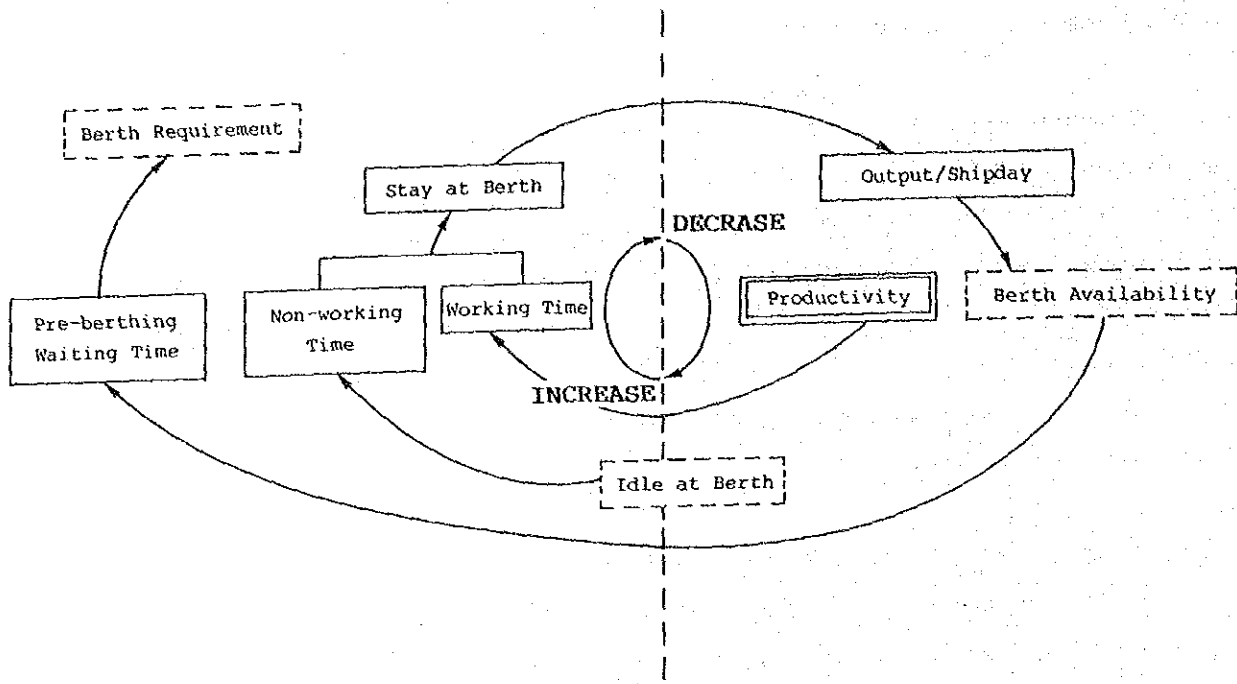 Berth Requirement
Stay at Berth
Output/Shipday
DECRASE
Pre-berthing
Waiting Time
Non-working
Time
Working Time
Productivity
Berth Availability
INCREASE
Idle at Berth